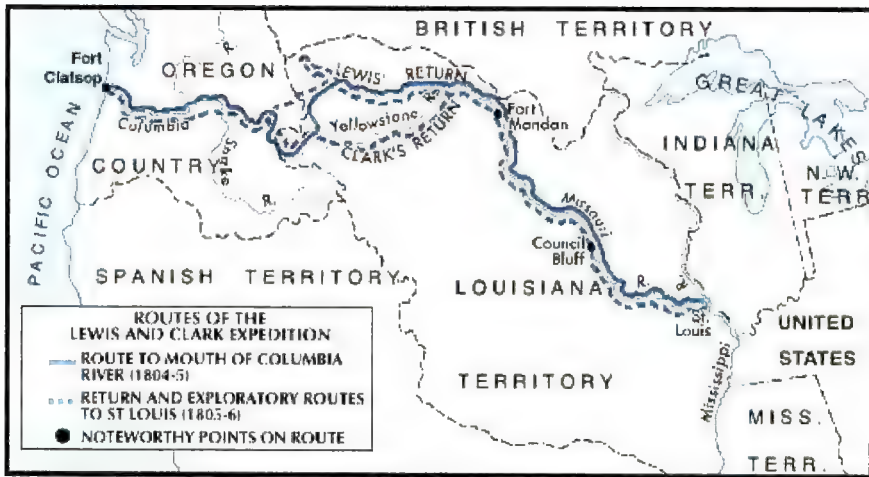 BRITISH TERRITORY
Fort
Clatsop
OREGON
R.
LEWIS' RETURN
GREAT LAKES
Columbia
Yellowstone R.
CLARK'S RETURN
Fort
Mandan
INDIANA
TERR.
N.W.
TERR
PACIFIC OCEAN
COUNTRY
Snake
R.
Missouri
Council
Bluff
R.
R.
SPANISH TERRITORY
LOUISIANA
St.
Louis
UNITED
STATES
TERRITORY
Mississippi
MISS.
TERR.
ROUTES OF THE
LEWIS AND CLARK EXPEDITION
ROUTE TO MOUTH OF COLUMBIA
RIVER (1804-5)
RETURN AND EXPLORATORY ROUTES
TO ST LOUIS (1805-6)
NOTEWORTHY POINTS ON ROUTE